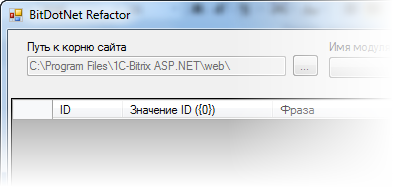 BitDotNet Refactor
Путь к корню сайта
Имя модул
C:\Program Files\1C-Bitrix ASP.NET\web\
...
ID Значение ID ({0}) Фраза